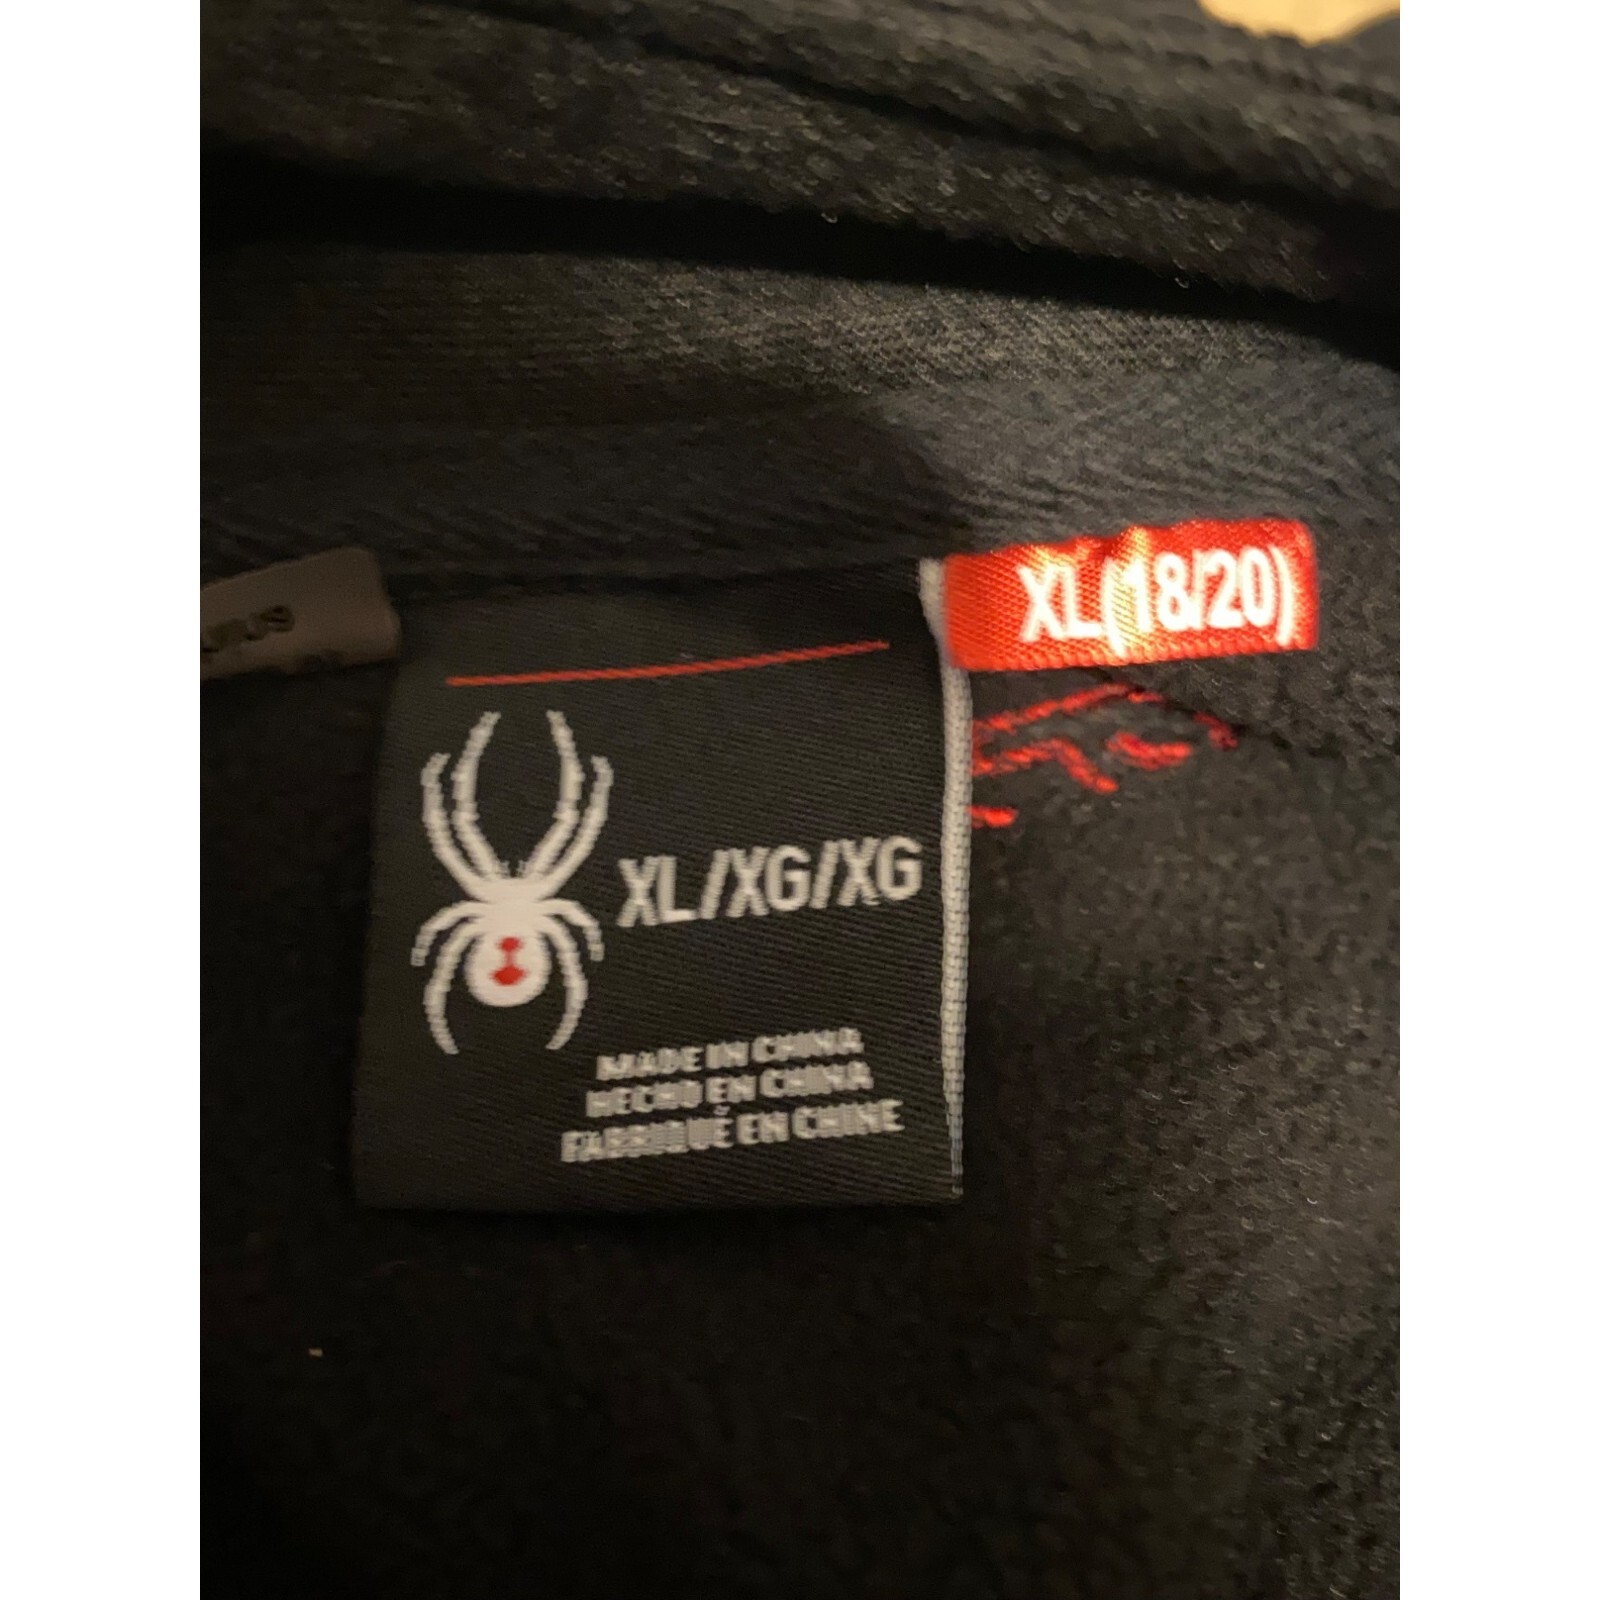 XL(18/20)
XL/XG/XG
MADE IN CHINA
HECHO EN CHINA
FABRIQUÉ EN CHINE